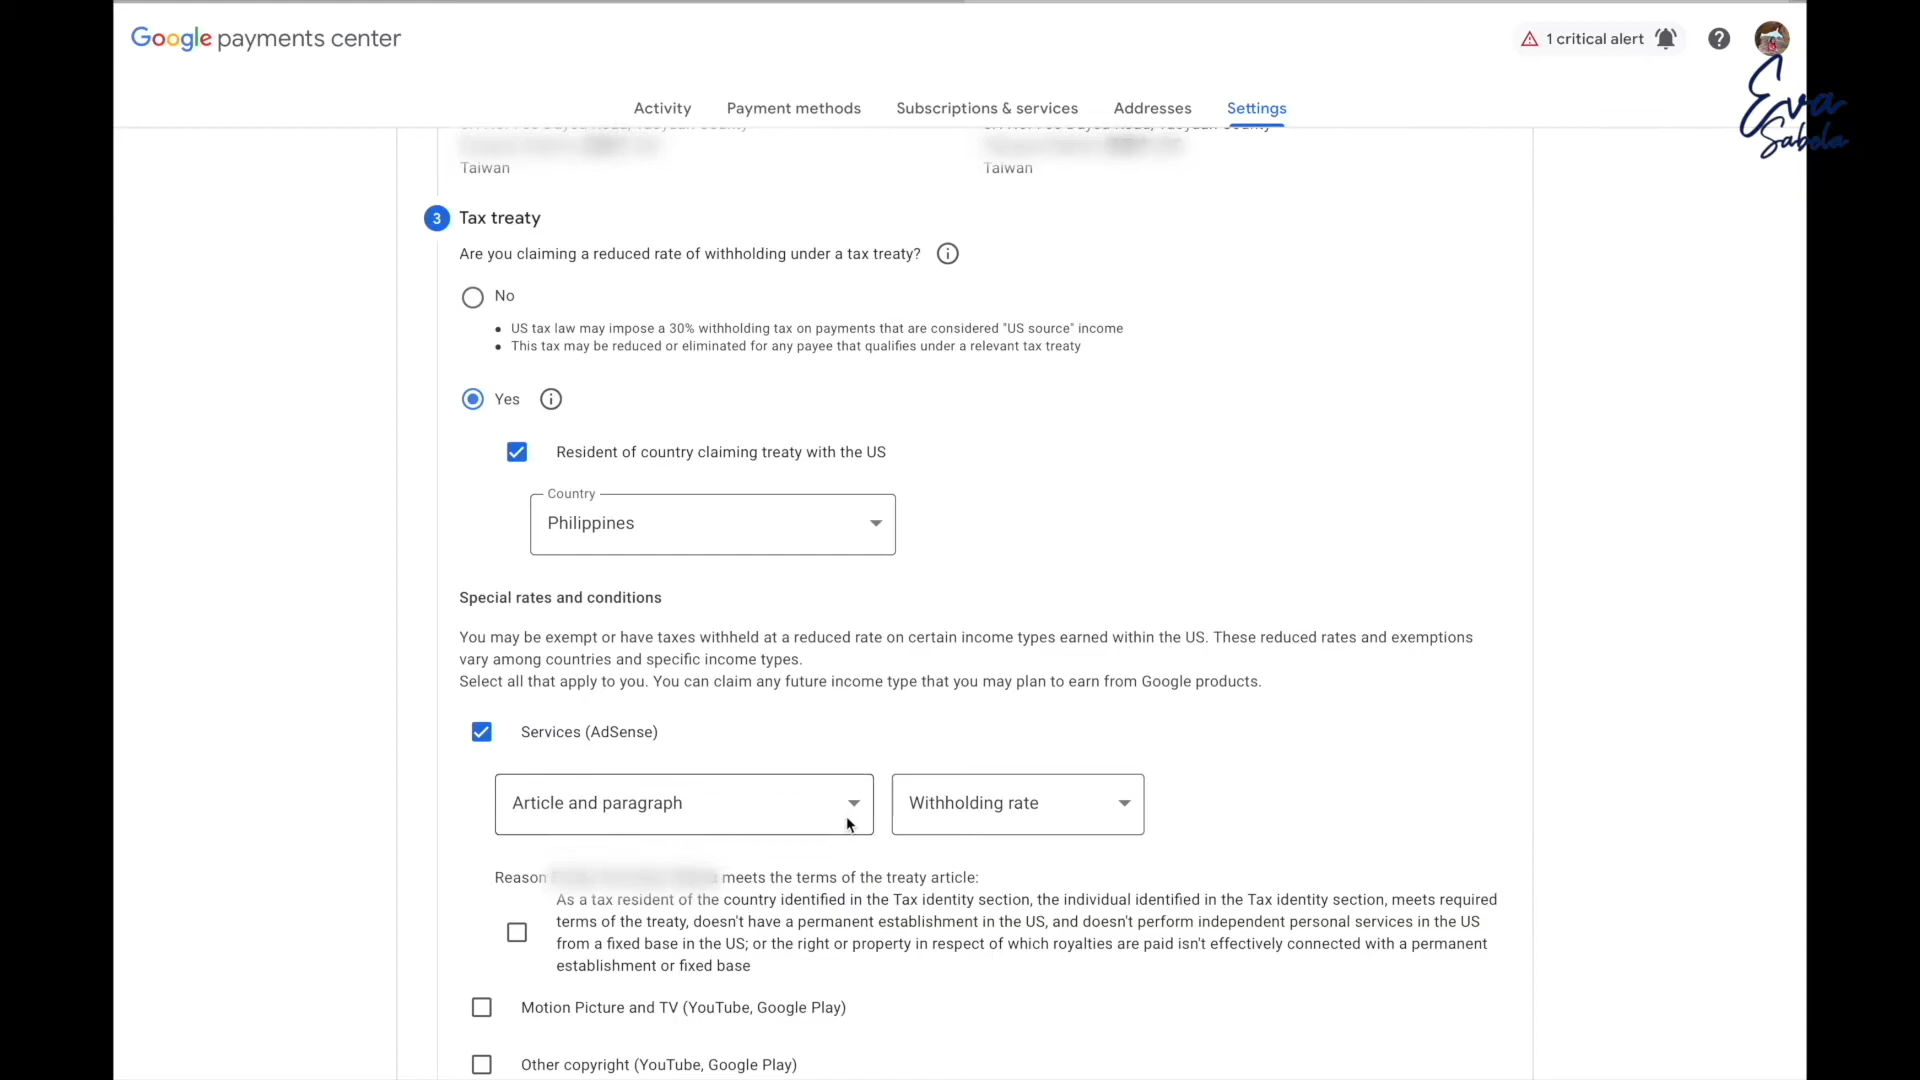 Google payments center
1 critical alert
Eva
Sabola
Activity
Payment methods
Subscriptions & services
Addresses
Settings
Taiwan
Taiwan
3 Tax treaty
Are you claiming a reduced rate of withholding under a tax treaty?
No
• US tax law may impose a 30% withholding tax on payments that are considered "US source" income
• This tax may be reduced or eliminated for any payee that qualifies under a relevant tax treaty
Yes
Resident of country claiming treaty with the US
Country
Philippines
Special rates and conditions
You may be exempt or have taxes withheld at a reduced rate on certain income types earned within the US. These reduced rates and exemptions
vary among countries and specific income types.
Select all that apply to you. You can claim any future income type that you may plan to earn from Google products.
Services (AdSense)
Article and paragraph
Withholding rate
Reason meets the terms of the treaty article:
As a tax resident of the country identified in the Tax identity section, the individual identified in the Tax identity section, meets required
terms of the treaty, doesn't have a permanent establishment in the US, and doesn't perform independent personal services in the US
from a fixed base in the US; or the right or property in respect of which royalties are paid isn't effectively connected with a permanent
establishment or fixed base
Motion Picture and TV (YouTube, Google Play)
Other copyright (YouTube, Google Play)